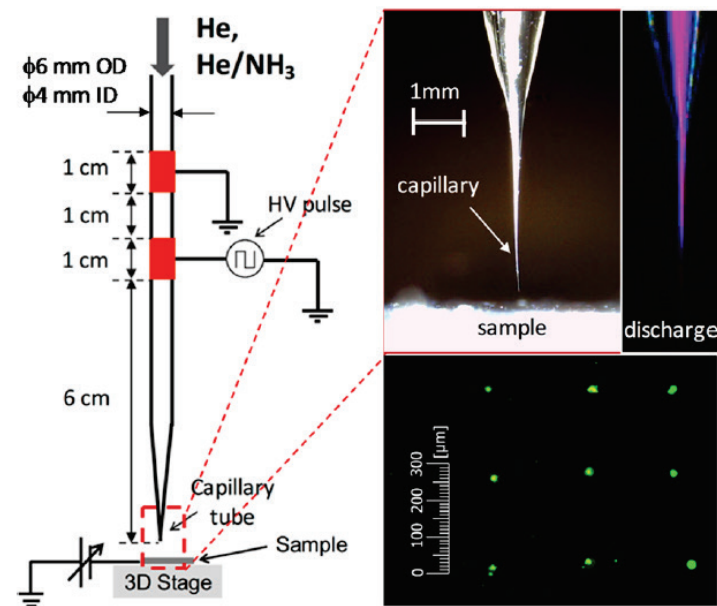 He,
He/NH₃
ϕ6 mm OD
ϕ4 mm ID
1 cm
1 cm
1 cm
HV pulse
6 cm
Capillary
tube
Sample
3D Stage
1mm
capillary
sample
discharge
0 100 200 300 [μm]